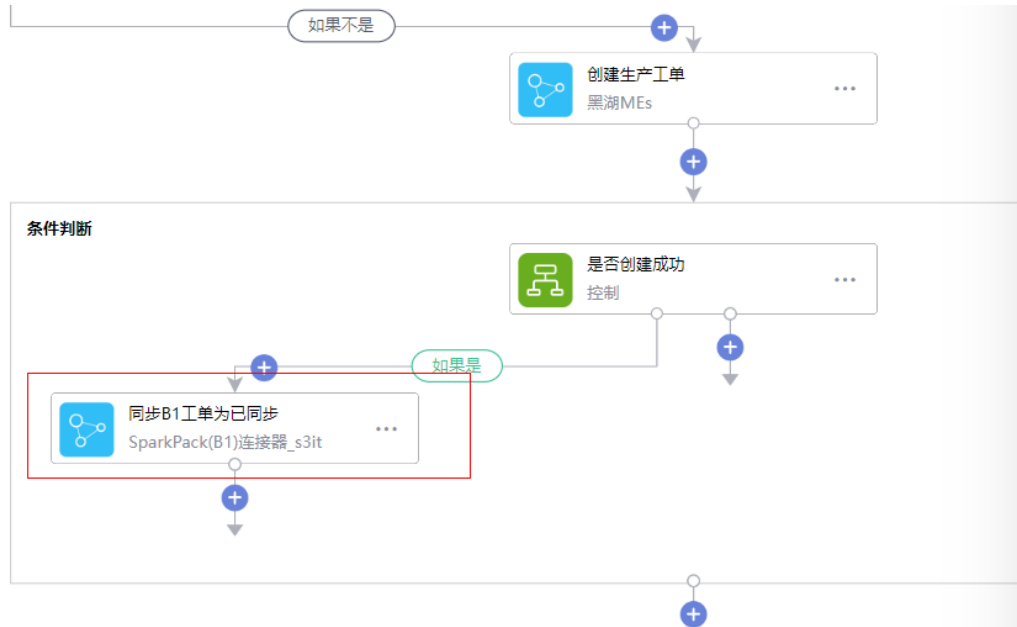 如果不是
创建生产工单
黑湖MEs
条件判断
是否创建成功
控制
如果是
同步B1工单为已同步
SparkPack(B1)连接器_s3it